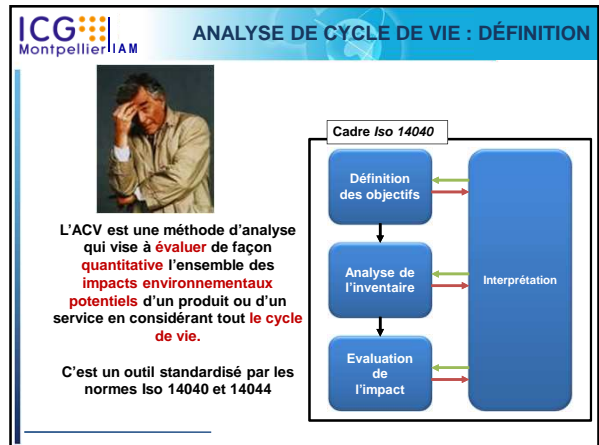 ICG
Montpellier IAM
ANALYSE DE CYCLE DE VIE : DÉFINITION
L'ACV est une méthode d'analyse
qui vise à évaluer de façon
quantitative l'ensemble des
impacts environnementaux
potentiels d'un produit ou d'un
service en considérant tout le cycle
de vie.
C'est un outil standardisé par les
normes Iso 14040 et 14044
Cadre Iso 14040
Définition
des objectifs
Analyse de
l'inventaire
Evaluation
de
l'impact
Interprétation